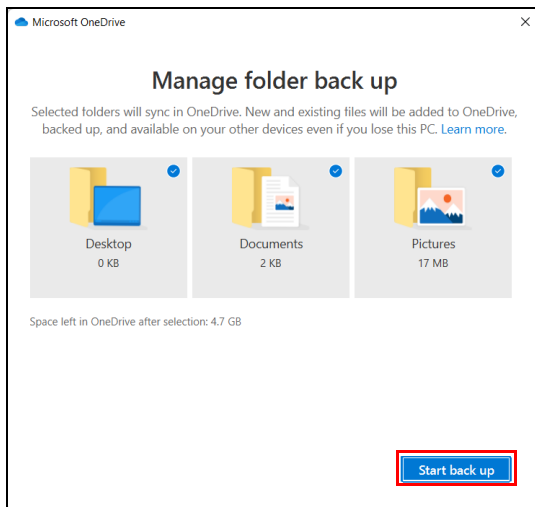 Microsoft OneDrive
Manage folder back up
Selected folders will sync in OneDrive. New and existing files will be added to OneDrive,
backed up, and available on your other devices even if you lose this PC. Learn more.
Desktop
0 KB
Documents
2 KB
Pictures
17 MB
Space left in OneDrive after selection: 4.7 GB
Start back up